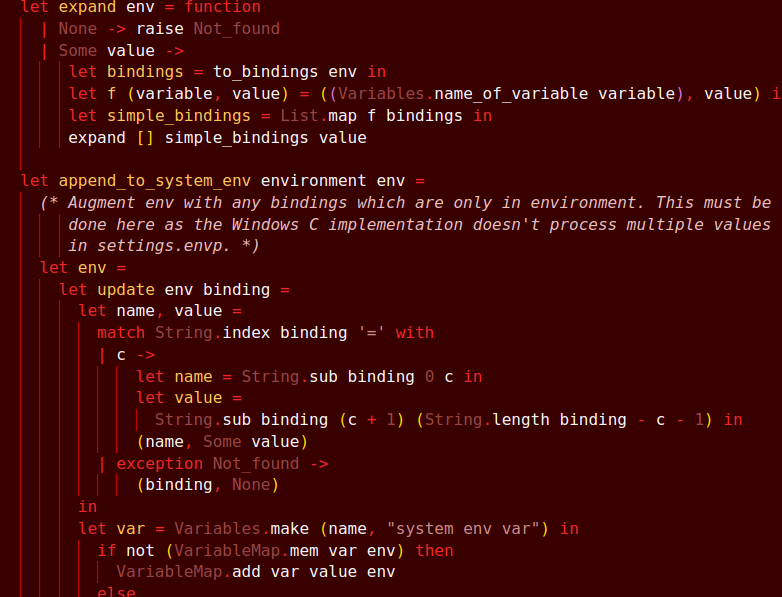 let expand env = function
| None -> raise Not_found
| Some value ->
let bindings = to_bindings env in
let f (variable, value) = ((Variables.name_of_variable variable), value) i
let simple_bindings = List.map f bindings in
expand [] simple_bindings value
let append_to_system_env environment env =
(* Augment env with any bindings which are only in environment. This must be
done here as the Windows C implementation doesn't process multiple values
in settings.envp. *)
let env =
let update env binding =
let name, value =
match String.index binding '=' with
| c ->
let name = String.sub binding 0 c in
let value =
String.sub binding (c + 1) (String.length binding - c - 1) in
(name, Some value)
| exception Not_found ->
(binding, None)
in
let var = Variables.make (name, "system env var") in
if not (VariableMap.mem var env) then
VariableMap.add var value env
else